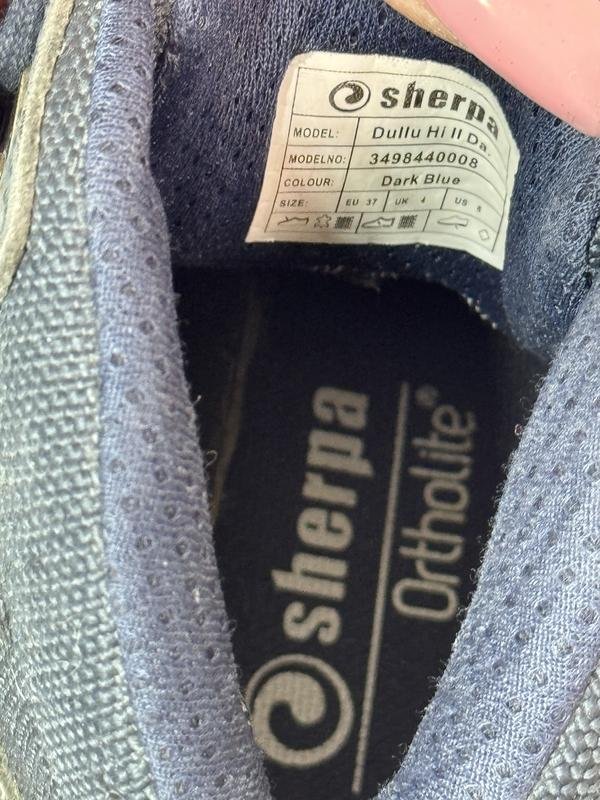 sherpa
MODEL: Dullu Hi II Da.
MODELNO: 3498440008
COLOUR: Dark Blue
SIZE: EU 37 UK 4 US 6
sherpa
Ortholite®